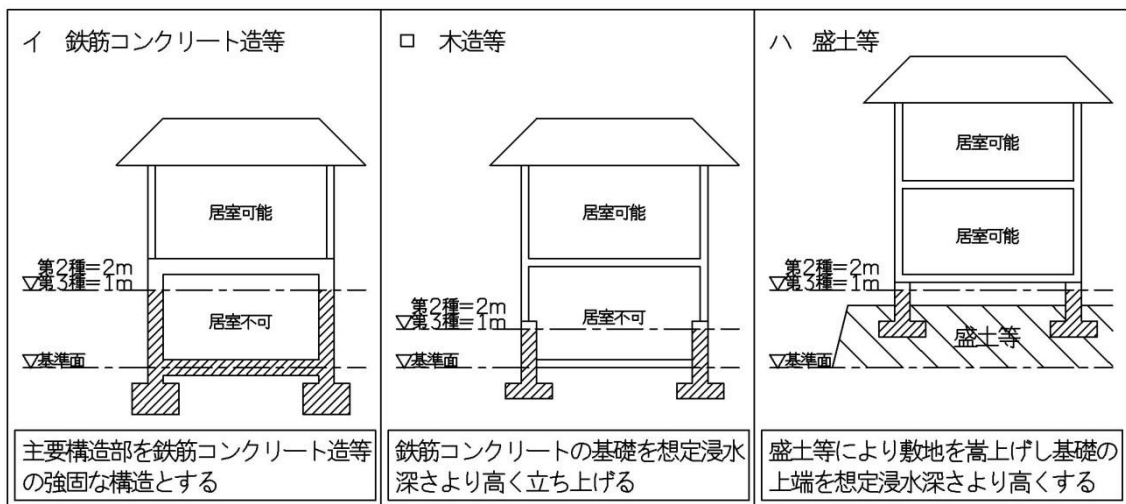 イ 鉄筋コンクリート造等
居室可能
第2種=2m
▽第3種=1m
居室不可
▽基準面
主要構造部を鉄筋コンクリート造等
の強固な構造とする
ロ 木造等
居室可能
第2種=2m
▽第3種=1m
居室不可
▽基準面
鉄筋コンクリートの基礎を想定浸水
深さより高く立ち上げる
ハ 盛土等
居室可能
居室可能
第2種=2m
▽第3種=1m
盛土等
▽基準面
盛土等により敷地を嵩上げし基礎の
上端を想定浸水深さより高くする